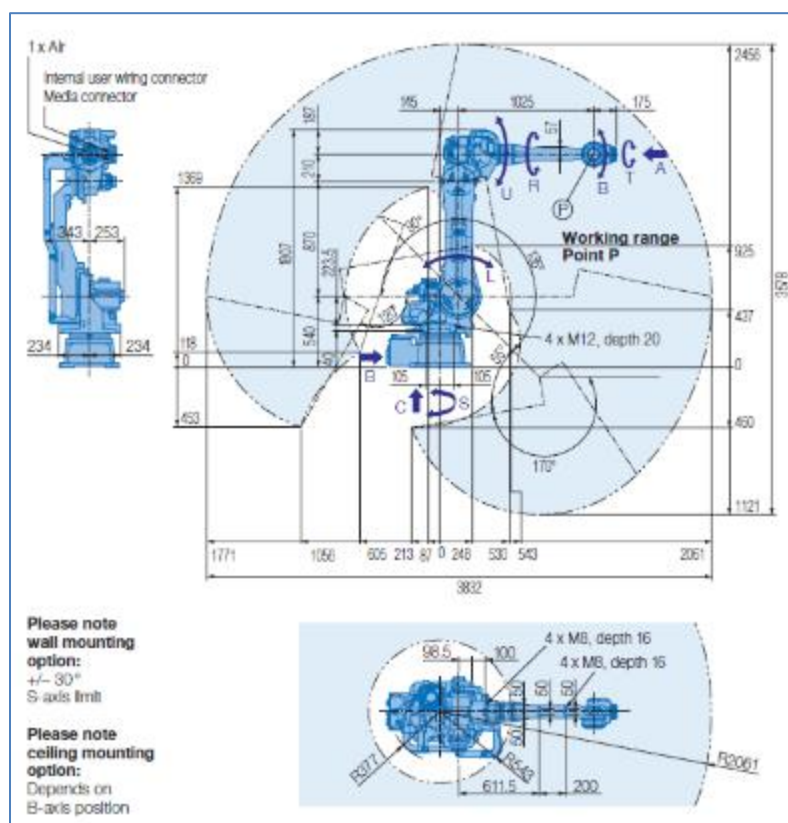 1 x Air
Internal user wiring connector
Media connector
343 253
234 234
1369
118
0
453
1807
187
210
870
223.5
540
40
145 1025 175
57
U R B T A
P
Working range
Point P
L
4 x M12, depth 20
B
105 105
C S
170°
2456
925
437
0
460
1121
3578
1771 1056 605 213 87 0 248 530 543 2061
3832
Please note
wall mounting
option:
+/- 30°
S-axis limit
Please note
ceiling mounting
option:
Depends on
B-axis position
4 x M8, depth 16
98.5 100
4 x M8, depth 16
50 50 50
50
R377 R543 R2061
611.5 200